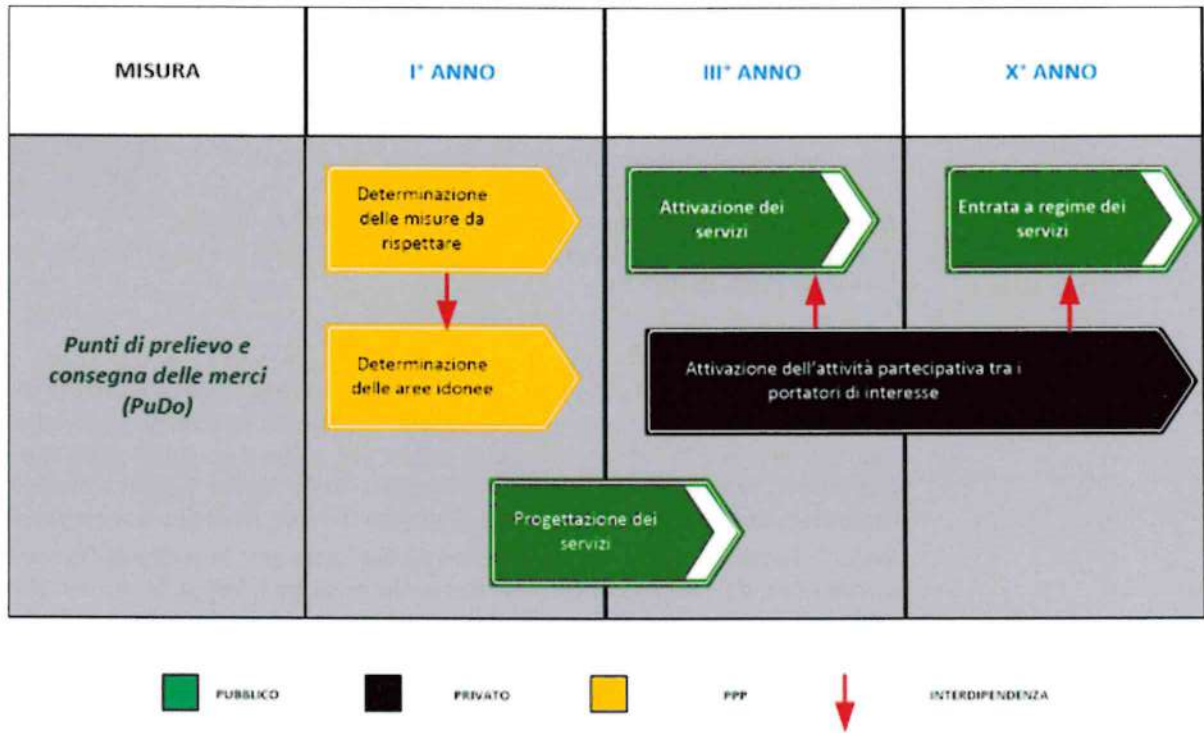 MISURA
I° ANNO
III° ANNO
X° ANNO
Punti di prelievo e
consegna delle merci
(PuDo)
Determinazione
delle misure da
rispettare
Attivazione dei
servizi
Entrata a regime dei
servizi
Determinazione
delle aree idonee
Attivazione dell'attività partecipativa tra i
portatori di interesse
Progettazione dei
servizi
PUBBLICO
PRIVATO
PPP
INTERDIPENDENZA